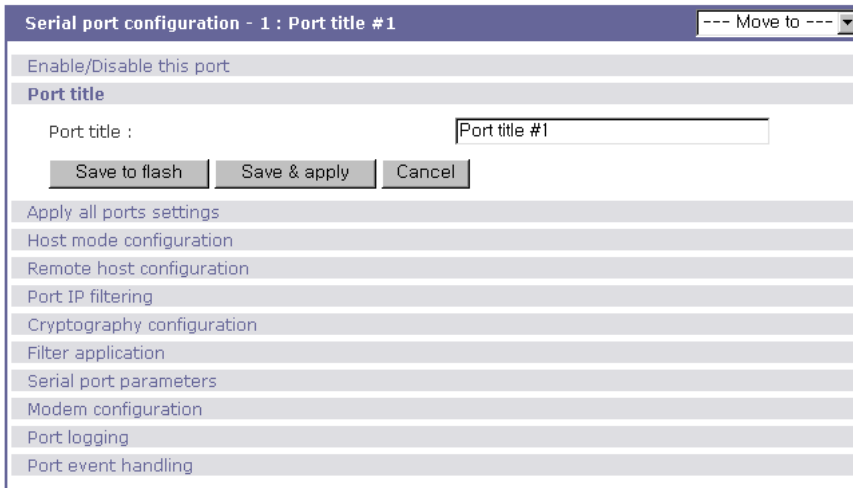 Serial port configuration - 1 : Port title #1 --- Move to ---
Enable/Disable this port
Port title
Port title : Port title #1
Save to flash Save & apply Cancel
Apply all ports settings
Host mode configuration
Remote host configuration
Port IP filtering
Cryptography configuration
Filter application
Serial port parameters
Modem configuration
Port logging
Port event handling